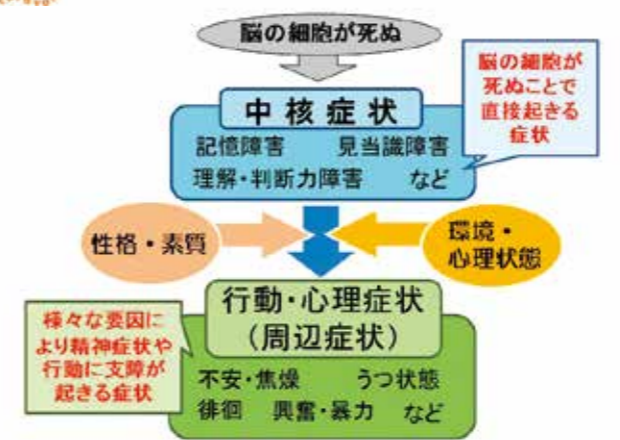 脳の細胞が死ぬ
脳の細胞が
死ぬことで
直接起きる
症状
中核症状
記憶障害 見当識障害
理解・判断力障害 など
性格・素質
環境・
心理状態
行動・心理症状
（周辺症状）
様々な要因に
より精神症状や
行動に支障が
起きる症状
不安・焦燥 うつ状態
徘徊 興奮・暴力 など